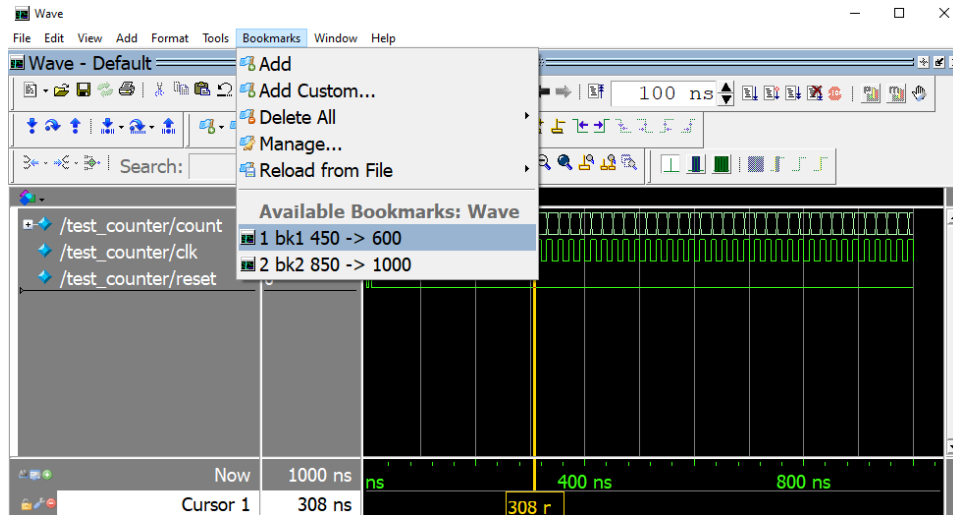 Wave
File Edit View Add Format Tools Bookmarks Window Help
Wave - Default
Add
Add Custom...
Delete All
Manage...
Reload from File
Available Bookmarks: Wave
1 bk1 450 -> 600
2 bk2 850 -> 1000
100 ns
Search:
/test_counter/count
/test_counter/clk
/test_counter/reset
Now 1000 ns
ns 400 ns 800 ns
Cursor 1 308 ns
308 r